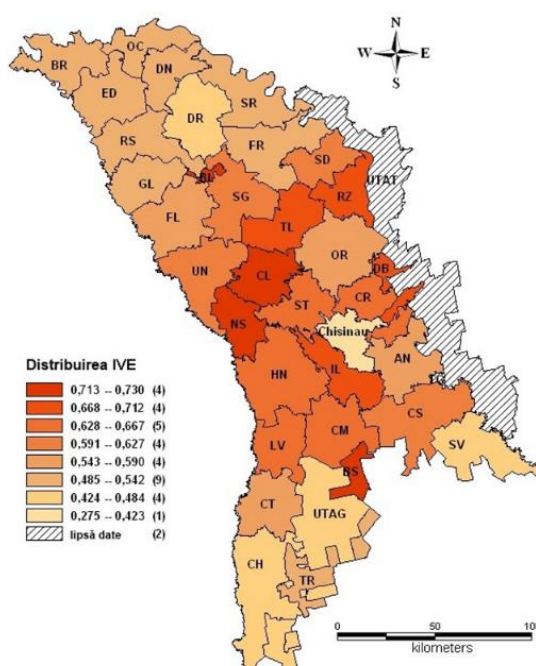 N
W E
S
OC
BR
DN
ED
SR
DR
RS
FR
SD
UTAT
GL
SG
RZ
FL
TL
OR
UN
CL
DB
ST
CR
NS
Chisinau
AN
Distribuirea IVE
0,713 -- 0,730 (4)
0,668 -- 0,712 (4)
0,628 -- 0,667 (5)
0,591 -- 0,627 (4)
0,543 -- 0,590 (4)
0,485 -- 0,542 (9)
0,424 -- 0,484 (4)
0,275 -- 0,423 (1)
lipsă date (2)
HN
IL
CS
LV
CM
SV
BS
CT
UTAG
CH
TR
0 50
kilometers